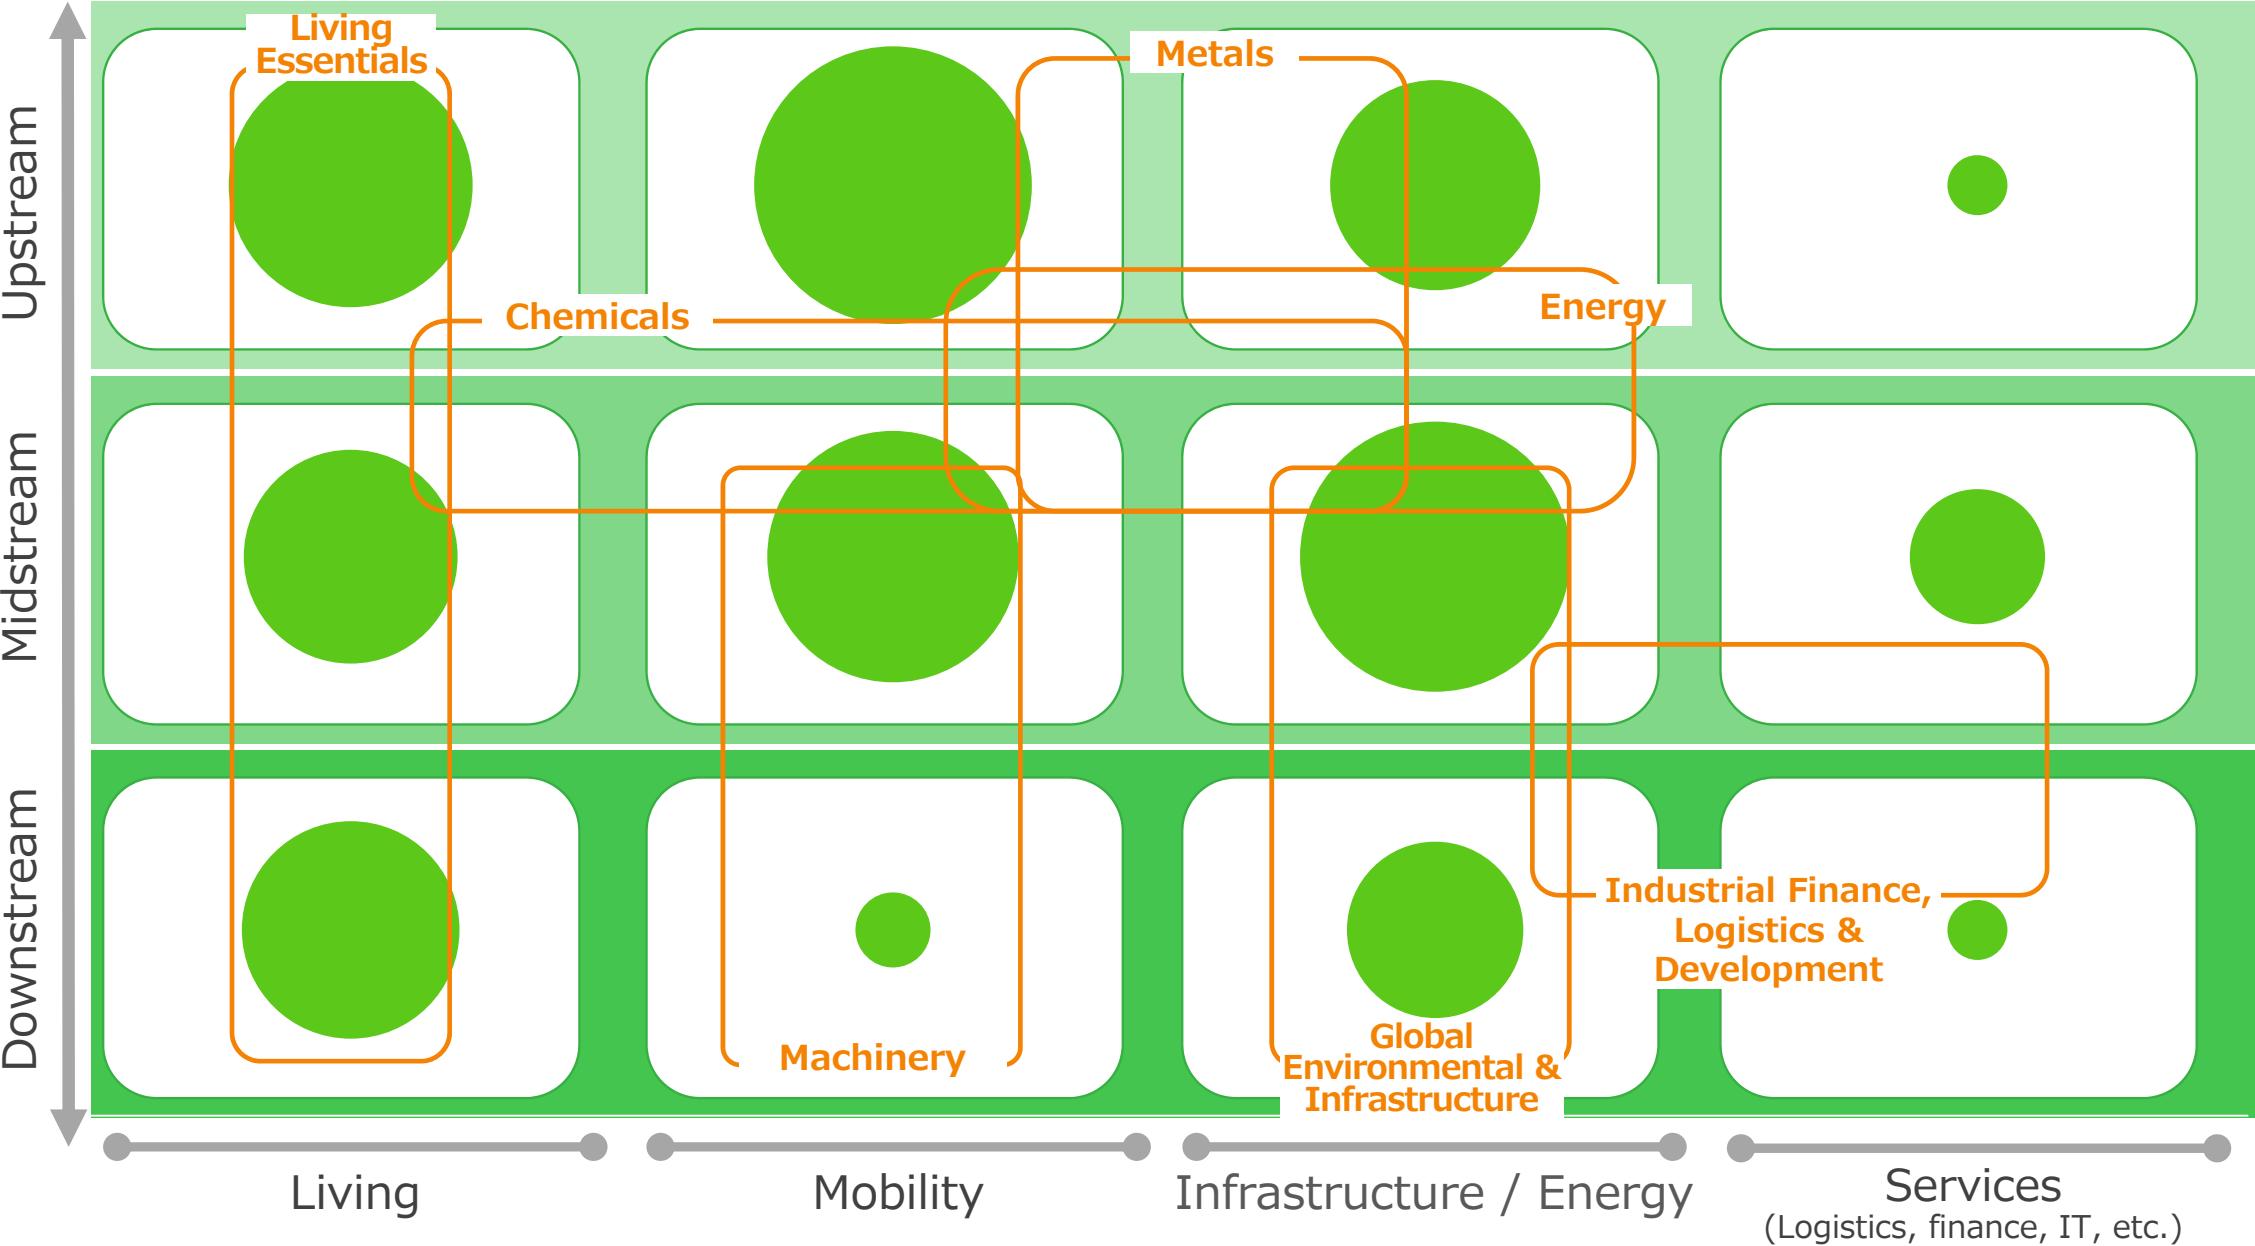 Living
Essentials
Metals
Chemicals
Energy
Industrial Finance,
Logistics &
Development
Machinery
Global
Environmental &
Infrastructure
Upstream
Midstream
Downstream
Living
Mobility
Infrastructure / Energy
Services
(Logistics, finance, IT, etc.)